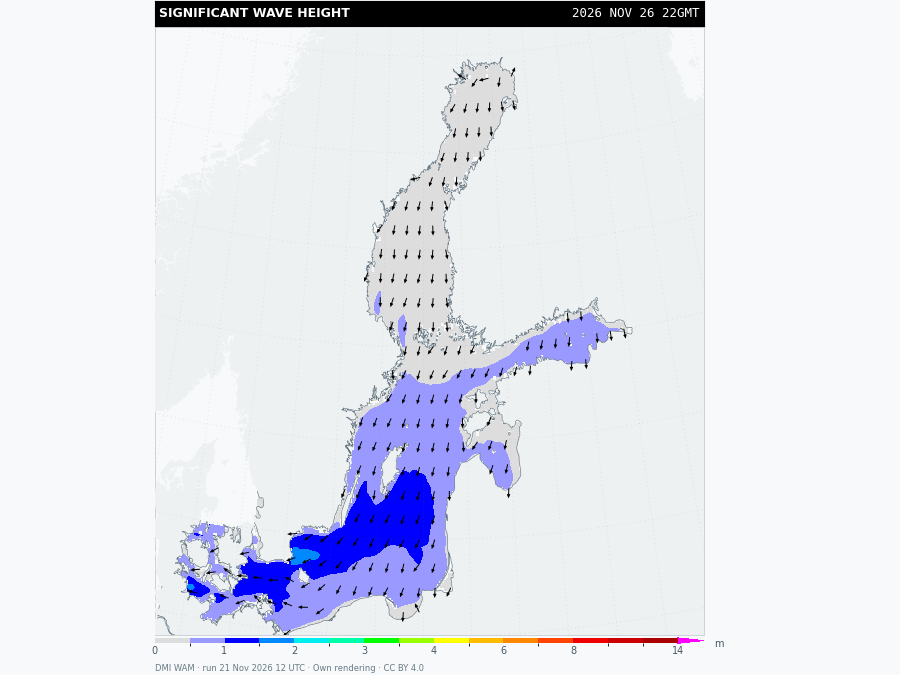 SIGNIFICANT WAVE HEIGHT 2026 NOV 26 22GMT
0 1 2 3 4 6 8 14 m
DMI WAM · run 21 Nov 2026 12 UTC · Own rendering · CC BY 4.0